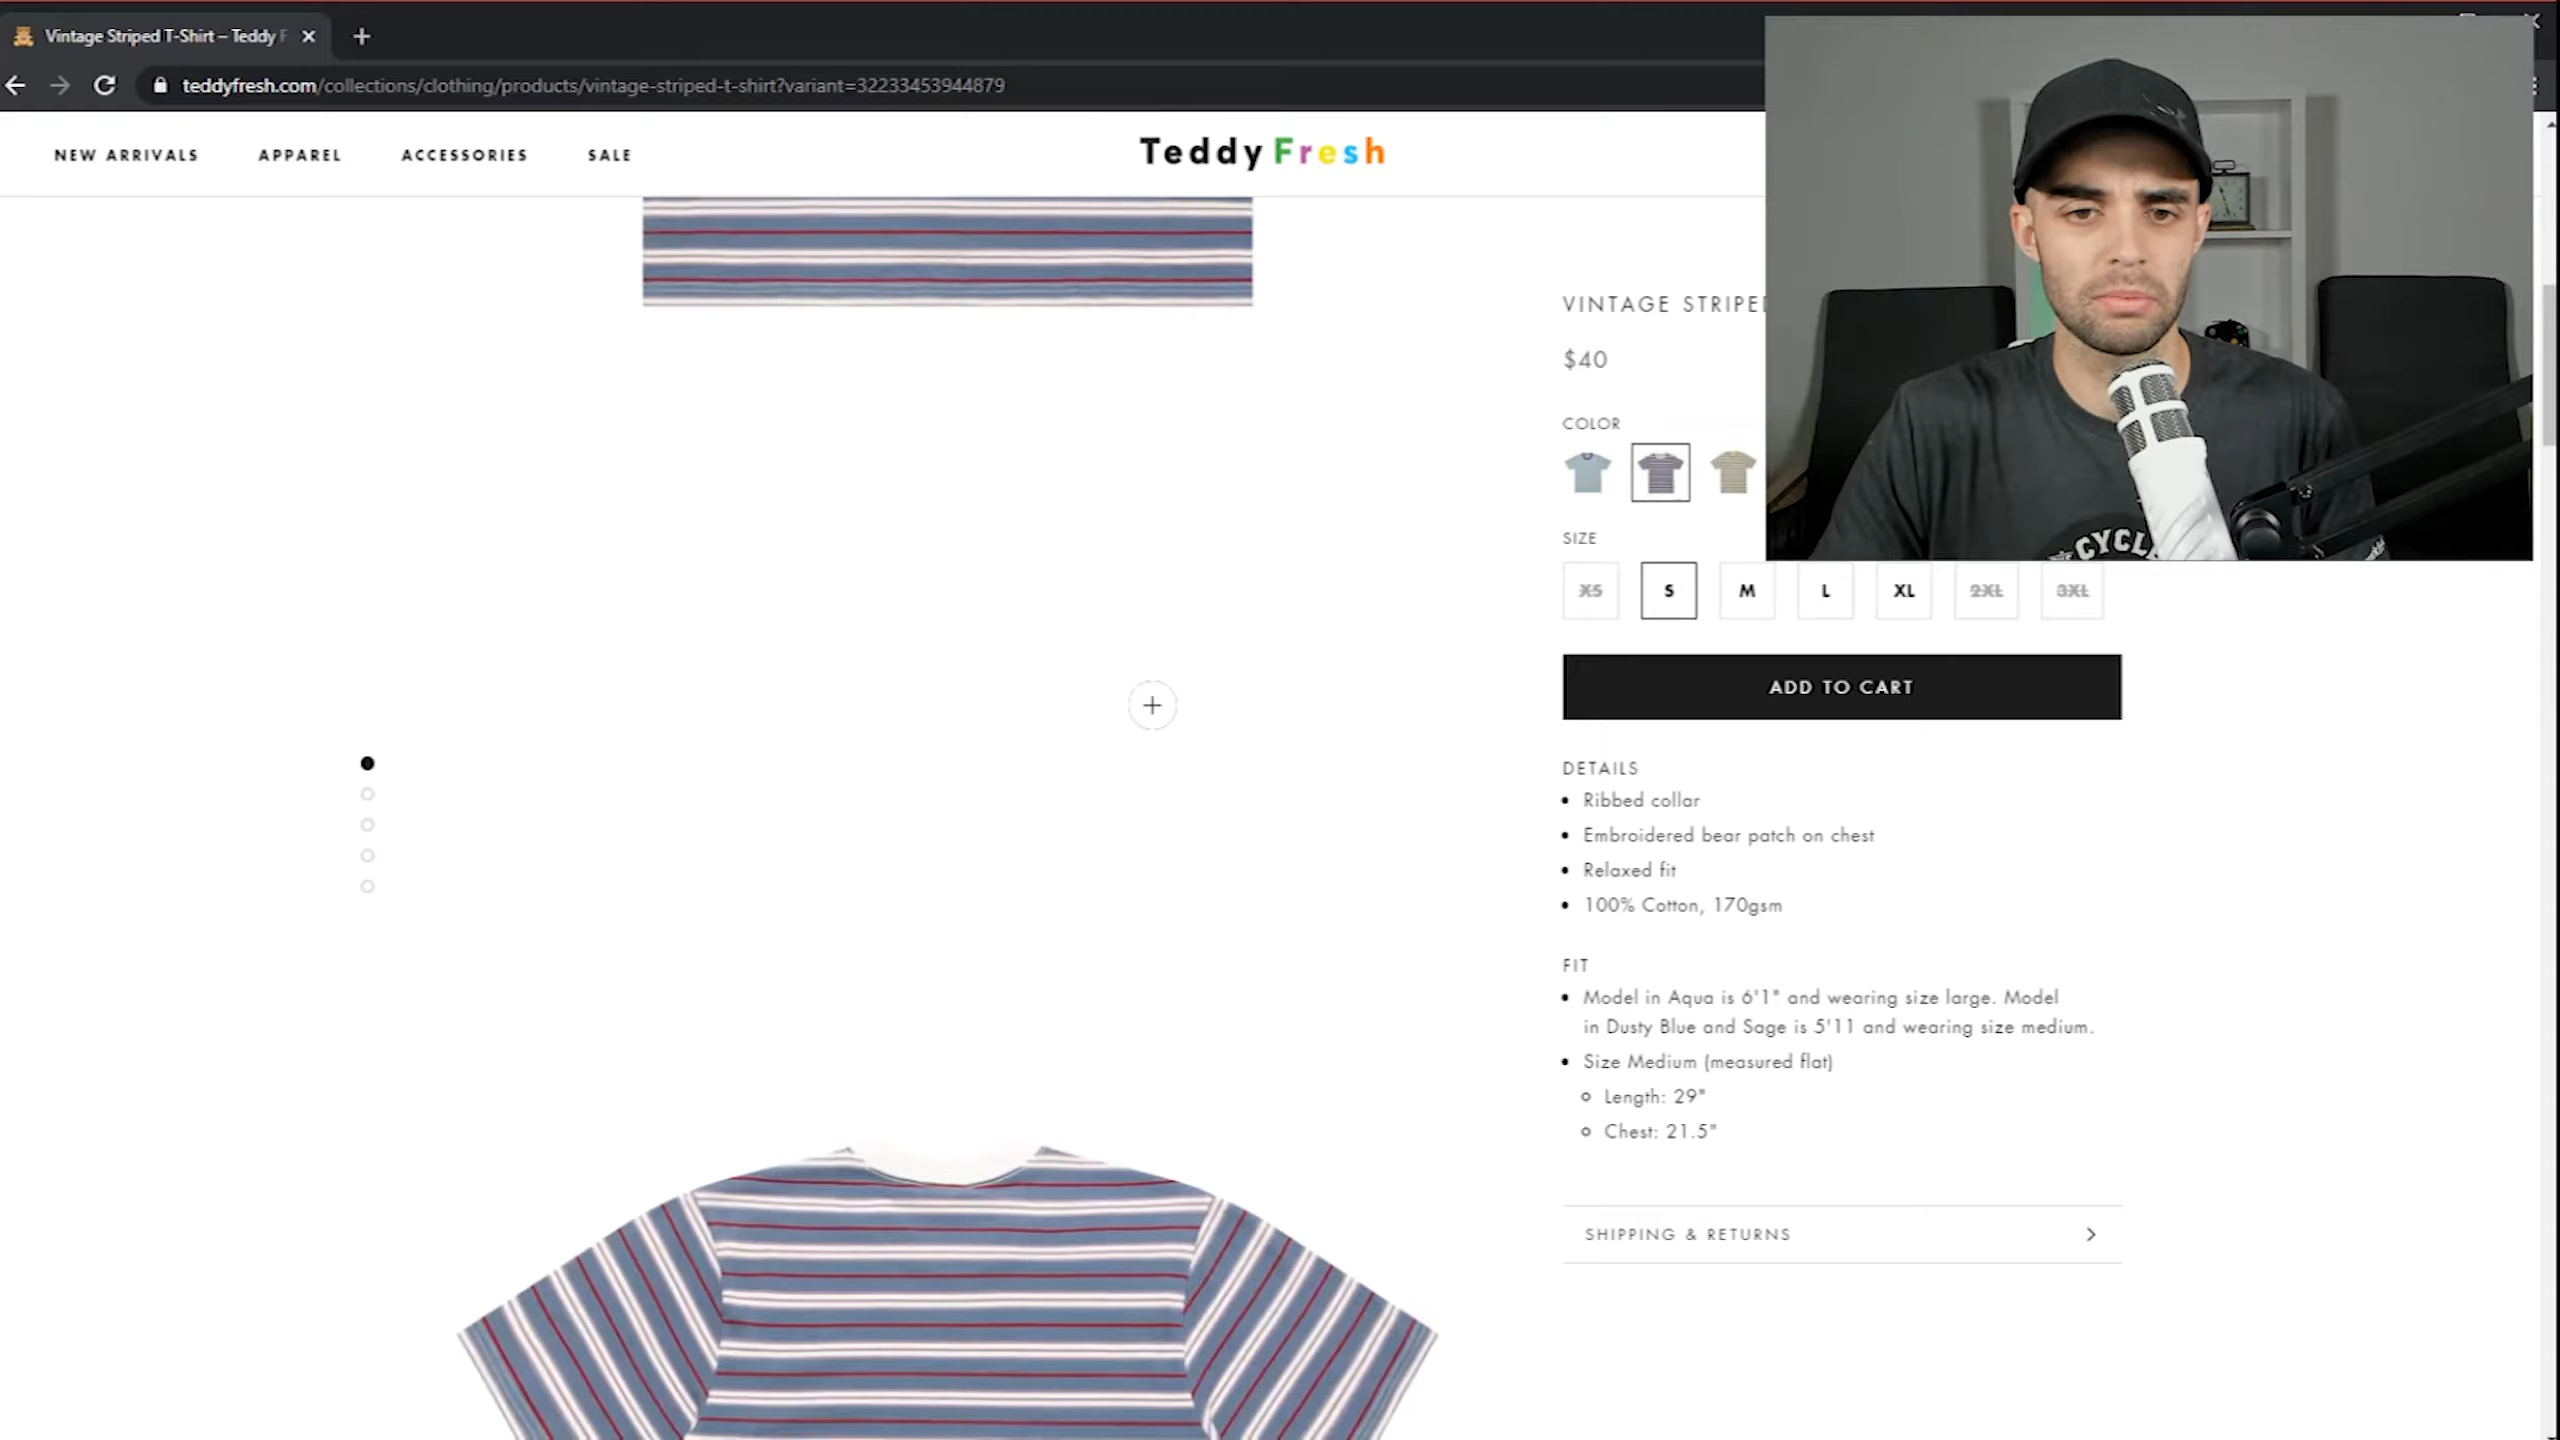 Vintage Striped T-Shirt – Teddy F
teddyfresh.com/collections/clothing/products/vintage-striped-t-shirt?variant=32233453944879
NEW ARRIVALS APPAREL ACCESSORIES SALE
Teddy Fresh
VINTAGE STRIPED
$40
COLOR
SIZE
XS S M L XL 2XL 3XL
ADD TO CART
DETAILS
• Ribbed collar
• Embroidered bear patch on chest
• Relaxed fit
• 100% Cotton, 170gsm
FIT
• Model in Aqua is 6'1" and wearing size large. Model
in Dusty Blue and Sage is 5'11 and wearing size medium.
• Size Medium (measured flat)
Length: 29"
Chest: 21.5"
SHIPPING & RETURNS
CYCL